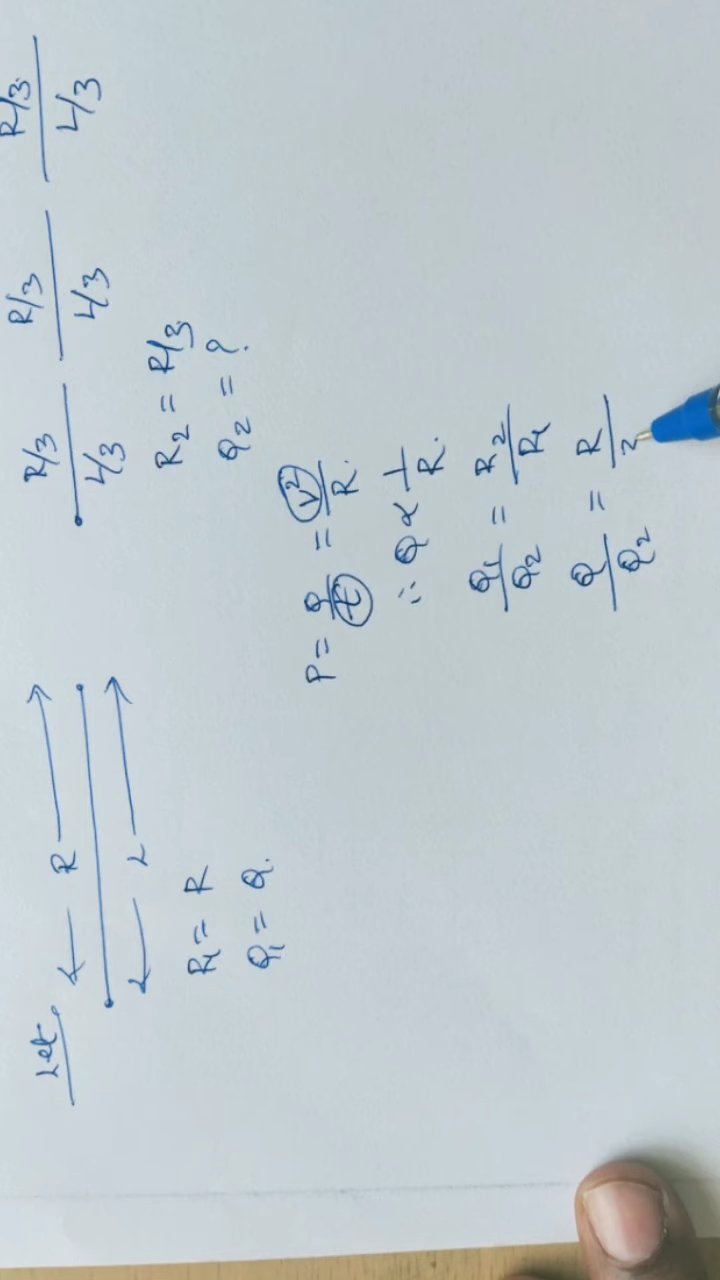 Let
← R → R/3 R/3 R/3
← L → L/3 L/3 L/3
R₁ = R R₂ = R/3
Q₁ = Q. Q₂ = ?
P = Q/t = V²/R.
∴ Q ∝ 1/R.
Q₁/Q₂ = R₂/R₁
Q/Q₂ = R/